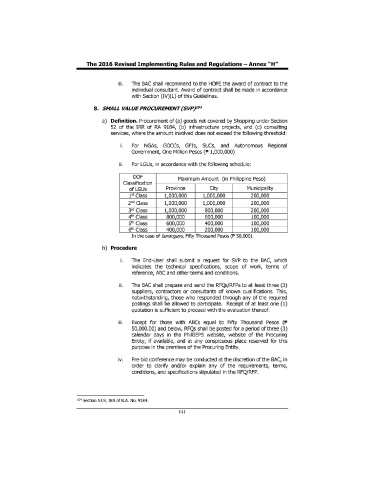 The 2016 Revised Implementing Rules and Regulations – Annex "H"
iii. The BAC shall recommend to the HOPE the award of contract to the
individual consultant. Award of contract shall be made in accordance
with Section (IV)(L) of this Guidelines.
8. SMALL VALUE PROCUREMENT (SVP)
a) Definition. Procurement of (a) goods not covered by Shopping under Section
52 of the IRR of RA 9184, (b) infrastructure projects, and (c) consulting
services, where the amount involved does not exceed the following threshold:
i. For NGAs, GOCCs, GFIs, SUCs, and Autonomous Regional
Government, One Million Pesos (₱ 1,000,000)
ii. For LGUs, in accordance with the following schedule:
DOF Classification of LGUs Maximum Amount (in Philippine Peso)
Province City Municipality
1st Class 1,000,000 1,000,000 200,000
2nd Class 1,000,000 1,000,000 200,000
3rd Class 1,000,000 800,000 200,000
4th Class 800,000 600,000 100,000
5th Class 600,000 400,000 100,000
6th Class 400,000 200,000 100,000
In the case of barangays, Fifty Thousand Pesos (₱ 50,000).
b) Procedure
i. The End-User shall submit a request for SVP to the BAC, which
indicates the technical specifications, scope of work, terms of
reference, ABC and other terms and conditions.
ii. The BAC shall prepare and send the RFQs/RFPs to at least three (3)
suppliers, contractors or consultants of known qualifications. This,
notwithstanding, those who responded through any of the required
postings shall be allowed to participate. Receipt of at least one (1)
quotation is sufficient to proceed with the evaluation thereof.
iii. Except for those with ABCs equal to Fifty Thousand Pesos (₱
50,000.00) and below, RFQs shall be posted for a period of three (3)
calendar days in the PhilGEPS website, website of the Procuring
Entity, if available, and at any conspicuous place reserved for this
purpose in the premises of the Procuring Entity.
iv. Pre-bid conference may be conducted at the discretion of the BAC, in
order to clarify and/or explain any of the requirements, terms,
conditions, and specifications stipulated in the RFQ/RFP.
Section 53.9, IRR of R.A. No. 9184.